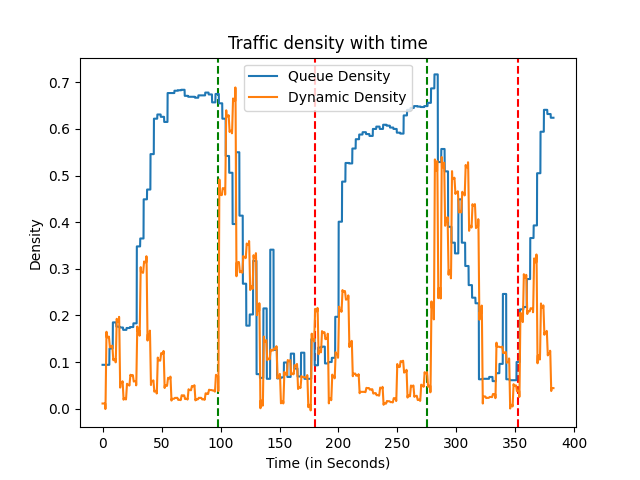 Traffic density with time
Queue Density
Dynamic Density
0.7
0.6
0.5
0.4
0.3
0.2
0.1
0.0
Density
0 50 100 150 200 250 300 350 400
Time (in Seconds)